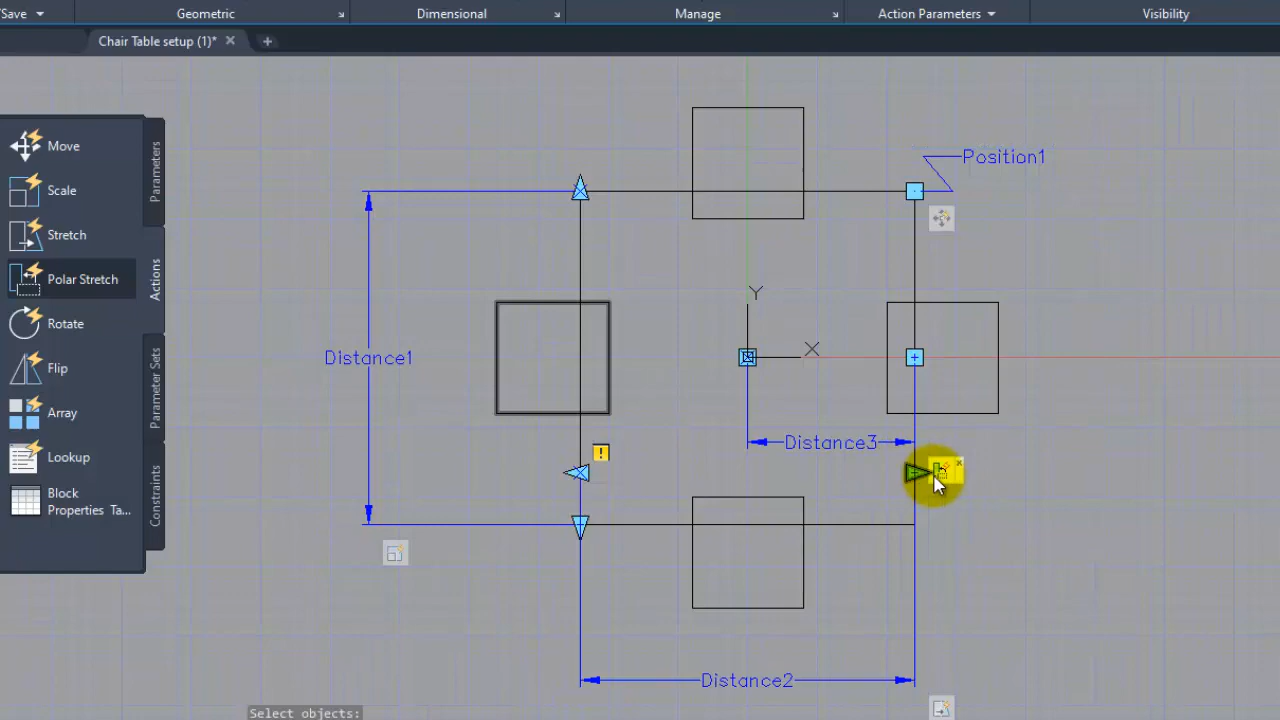 /Save
Geometric
Dimensional
Manage
Action Parameters
Visibility
Chair Table setup (1)*
Move
Scale
Stretch
Polar Stretch
Rotate
Flip
Array
Lookup
Block
Properties Ta...
Parameters
Actions
Parameter Sets
Constraints
Position1
Y
X
Distance1
Distance3
!
Distance2
Select objects: